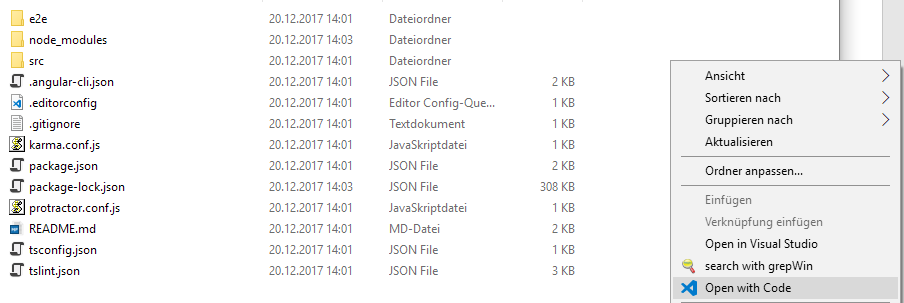 e2e 20.12.2017 14:01 Dateiordner
node_modules 20.12.2017 14:03 Dateiordner
src 20.12.2017 14:01 Dateiordner
.angular-cli.json 20.12.2017 14:01 JSON File 2 KB
.editorconfig 20.12.2017 14:01 Editor Config-Que... 1 KB
.gitignore 20.12.2017 14:01 Textdokument 1 KB
karma.conf.js 20.12.2017 14:01 JavaSkriptdatei 1 KB
package.json 20.12.2017 14:01 JSON File 2 KB
package-lock.json 20.12.2017 14:03 JSON File 308 KB
protractor.conf.js 20.12.2017 14:01 JavaSkriptdatei 1 KB
README.md 20.12.2017 14:01 MD-Datei 2 KB
tsconfig.json 20.12.2017 14:01 JSON File 1 KB
tslint.json 20.12.2017 14:01 JSON File 3 KB
Ansicht
Sortieren nach
Gruppieren nach
Aktualisieren
Ordner anpassen...
Einfügen
Verknüpfung einfügen
Open in Visual Studio
search with grepWin
Open with Code